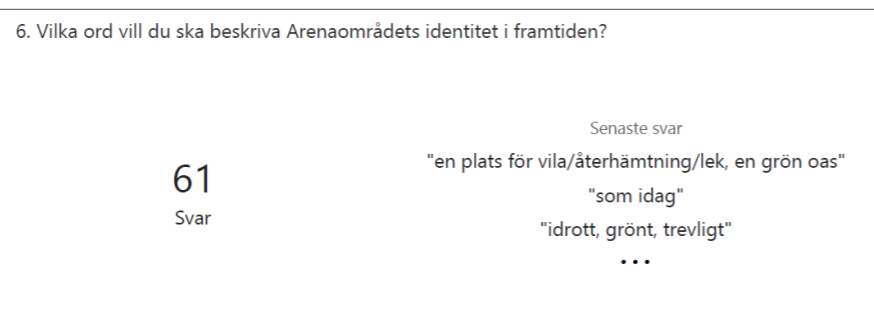 6. Vilka ord vill du ska beskriva Arenaområdets identitet i framtiden?
61
Svar
Senaste svar
"en plats för vila/återhämtning/lek, en grön oas"
"som idag"
"idrott, grönt, trevligt"
...